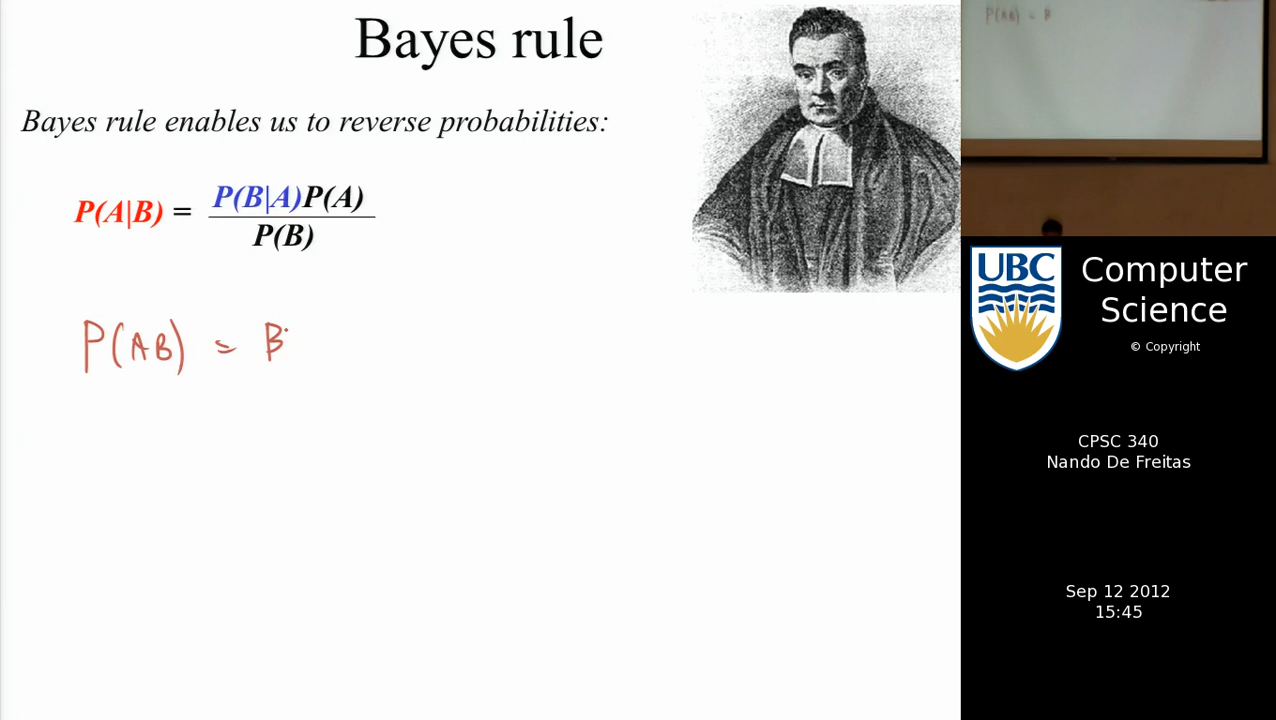 Bayes rule
Bayes rule enables us to reverse probabilities:
P(A|B) = P(B|A)P(A)
P(B)
P(AB) = B
P(AB) = B
UBC
Computer
Science
© Copyright
CPSC 340
Nando De Freitas
Sep 12 2012
15:45